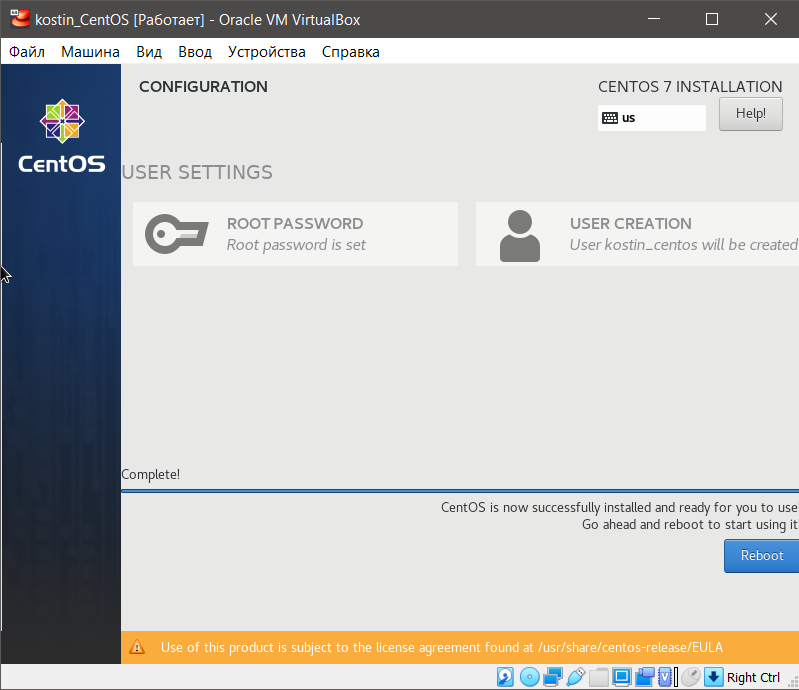 kostin_CentOS [Работает] - Oracle VM VirtualBox
Файл Машина Вид Ввод Устройства Справка
CentOS
CONFIGURATION
CENTOS 7 INSTALLATION
us
Help!
USER SETTINGS
ROOT PASSWORD
Root password is set
USER CREATION
User kostin_centos will be created
Complete!
CentOS is now successfully installed and ready for you to use
Go ahead and reboot to start using it
Reboot
Use of this product is subject to the license agreement found at /usr/share/centos-release/EULA
Right Ctrl